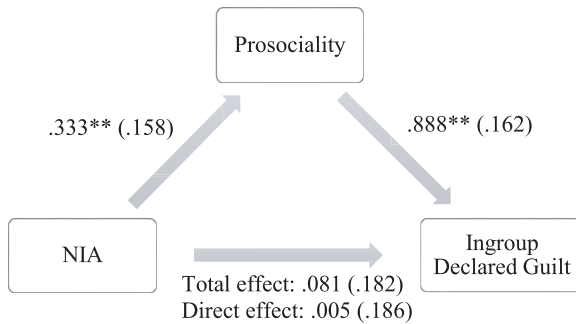 Prosociality
.333** (.158)
.888** (.162)
NIA
Ingroup
Declared Guilt
Total effect: .081 (.182)
Direct effect: .005 (.186)